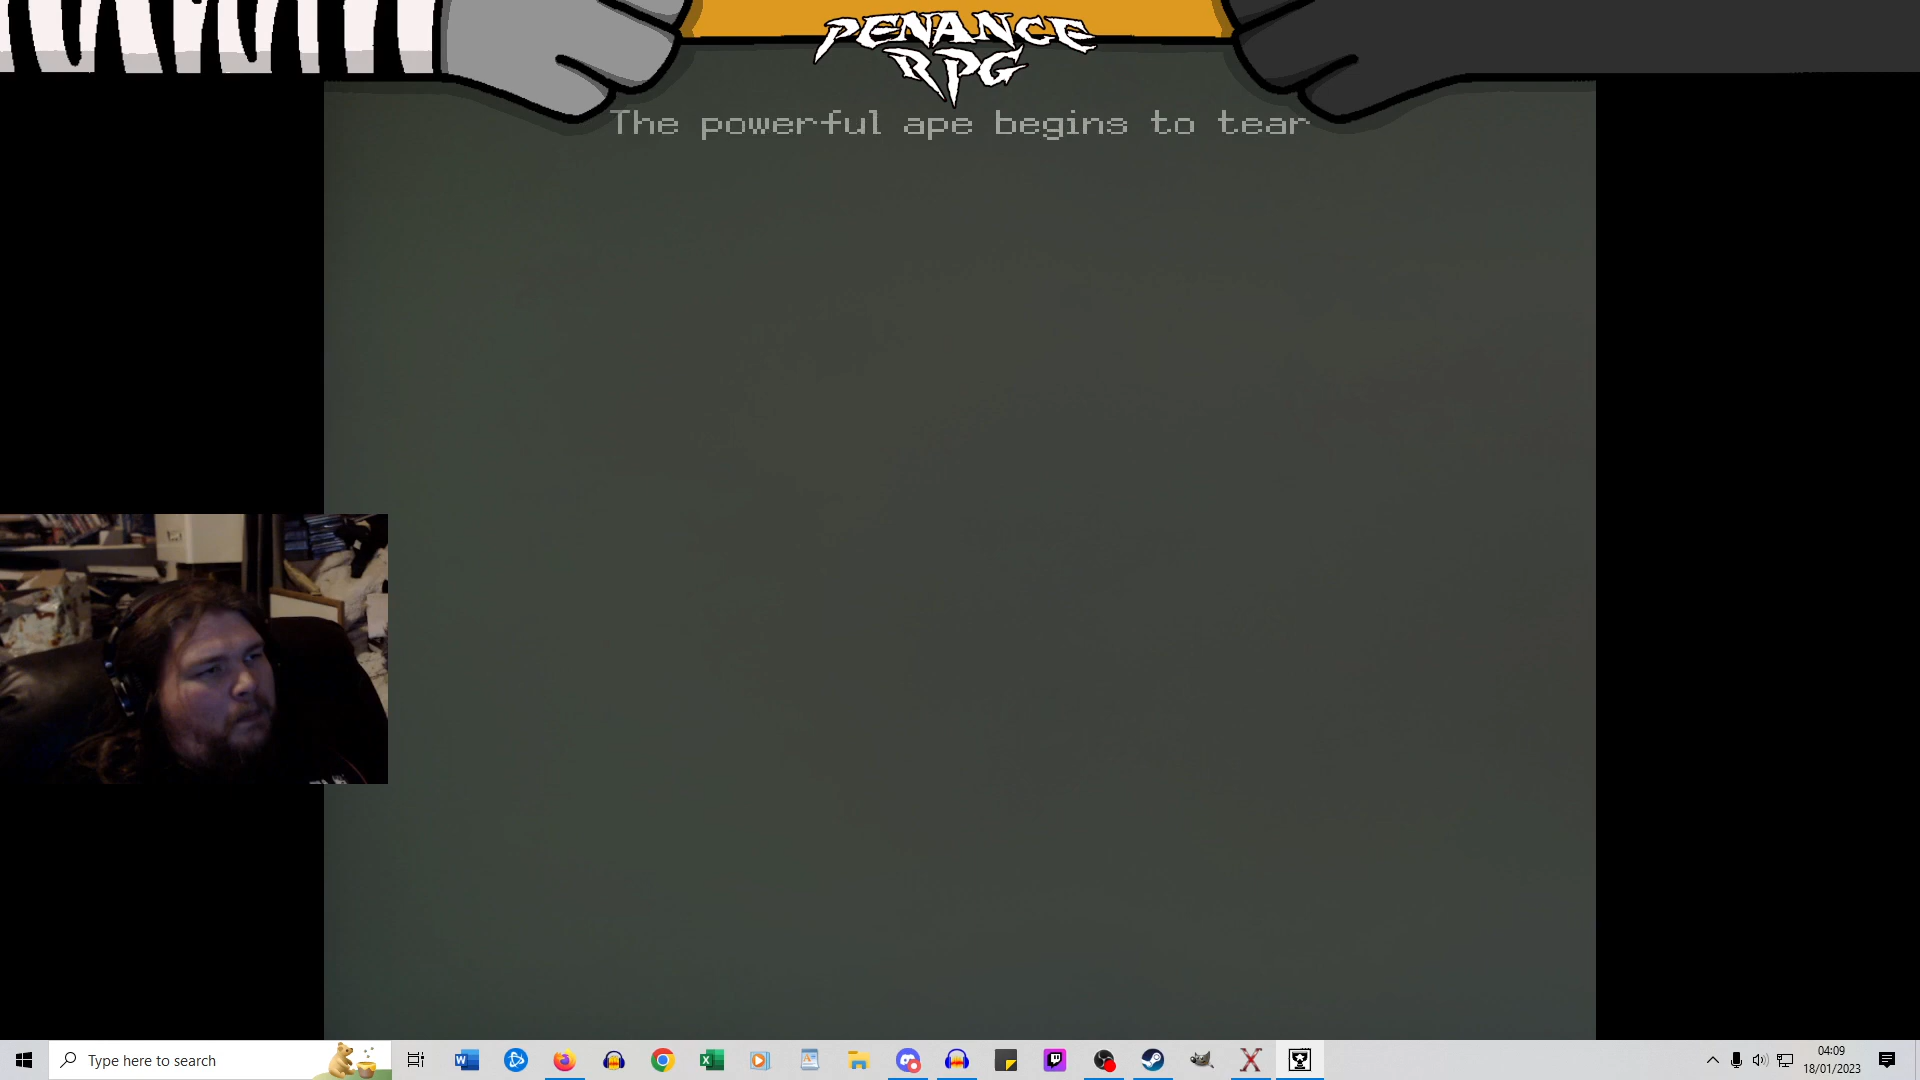 PENANCE
RPG
The powerful ape begins to tear
Type here to search
04:09
18/01/2023